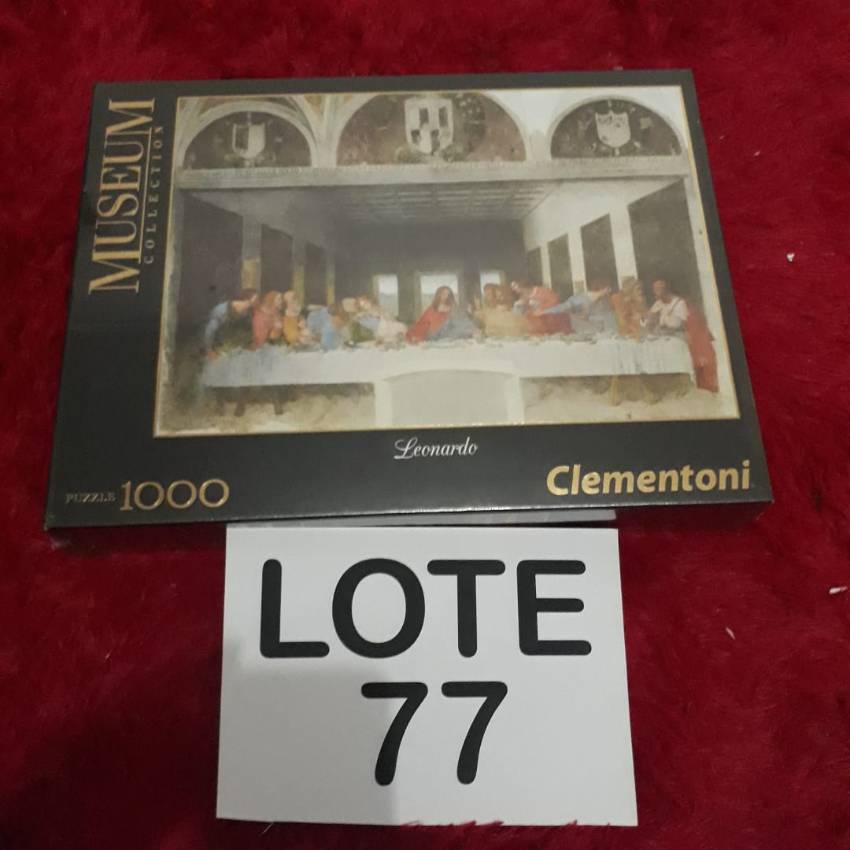 MUSEUM
COLLECTION
Leonardo
PUZZLE 1000
Clementoni
LOTE
77